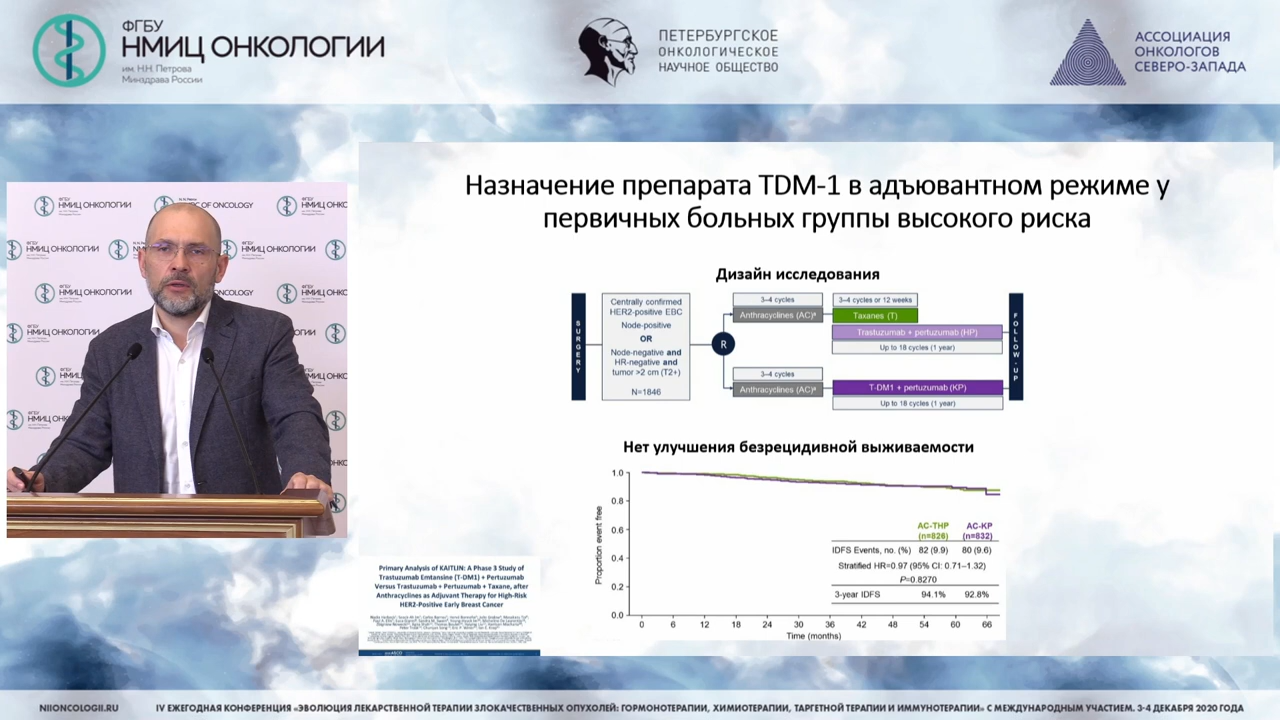 ФГБУ
НМИЦ ОНКОЛОГИИ
им. Н.Н. Петрова
Минздрава России
ПЕТЕРБУРГСКОЕ
ОНКОЛОГИЧЕСКОЕ
НАУЧНОЕ ОБЩЕСТВО
АССОЦИАЦИЯ
ОНКОЛОГОВ
СЕВЕРО-ЗАПАДА
Назначение препарата TDM-1 в адъювантном режиме у
первичных больных группы высокого риска
Дизайн исследования
SURGERY
Centrally confirmed
HER2-positive EBC
Node-positive
OR
Node-negative and
HR-negative and
tumor >2 cm (T2+)
N=1846
R
3–4 cycles
Anthracyclines (AC)ª
3–4 cycles or 12 weeks
Taxanes (T)
Trastuzumab + pertuzumab (HP)
Up to 18 cycles (1 year)
3–4 cycles
Anthracyclines (AC)ª
T-DM1 + pertuzumab (KP)
Up to 18 cycles (1 year)
FOLLOW-UP
Нет улучшения безрецидивной выживаемости
Proportion event free
1.0
0.8
0.6
0.4
0.2
0.0
AC-THP AC-KP
(n=826) (n=832)
IDFS Events, no. (%) 82 (9.9) 80 (9.6)
Stratified HR=0.97 (95% CI: 0.71–1.32)
P=0.8270
3-year IDFS 94.1% 92.8%
0 6 12 18 24 30 36 42 48 54 60 66
Time (months)
Primary Analysis of KAITLIN: A Phase 3 Study of
Trastuzumab Emtansine (T-DM1) + Pertuzumab
Versus Trastuzumab + Pertuzumab + Taxane, after
Anthracyclines as Adjuvant Therapy for High-Risk
HER2-Positive Early Breast Cancer
ФГБУ
НМИЦ ОНКОЛОГИИ
NIIONCOLOGII.RU
IV ЕЖЕГОДНАЯ КОНФЕРЕНЦИЯ «ЭВОЛЮЦИЯ ЛЕКАРСТВЕННОЙ ТЕРАПИИ ЗЛОКАЧЕСТВЕННЫХ ОПУХОЛЕЙ: ГОРМОНОТЕРАПИИ, ХИМИОТЕРАПИИ, ТАРГЕТНОЙ ТЕРАПИИ И ИММУНОТЕРАПИИ» С МЕЖДУНАРОДНЫМ УЧАСТИЕМ. 3-4 ДЕКАБРЯ 2020 ГОДА